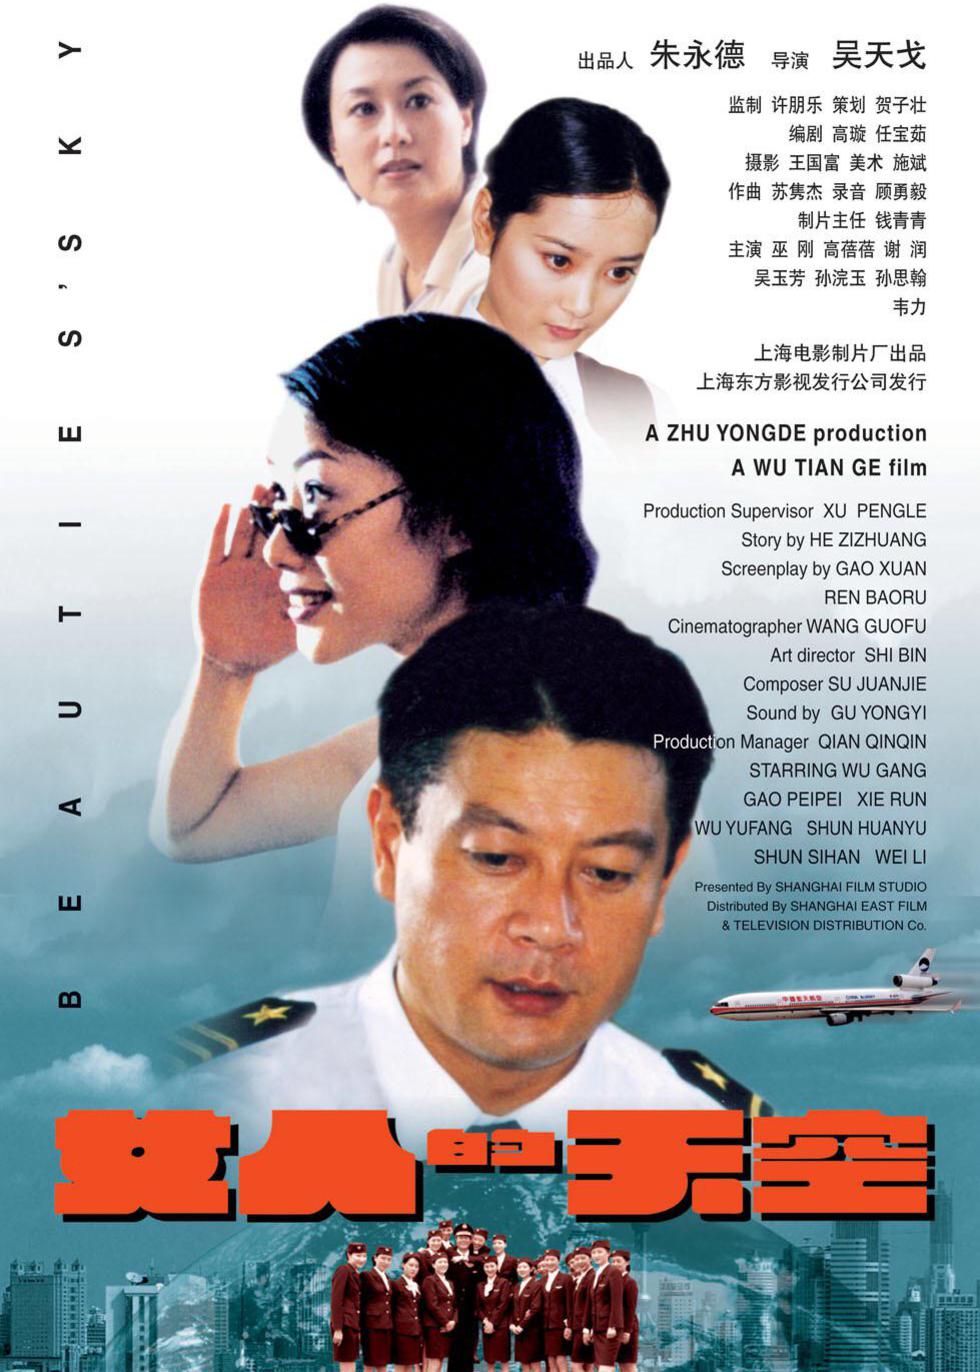 BEAUTIES’SKY
出品人 朱永德 导演 吴天戈
监制 许朋乐 策划 贺子壮
编剧 高璇 任宝茹
摄影 王国富 美术 施斌
作曲 苏隽杰 录音 顾勇毅
制片主任 钱青青
主演 巫 刚 高蓓蓓 谢 润
吴玉芳 孙浣玉 孙思翰
韦力
上海电影制片厂出品
上海东方影视发行公司发行
A ZHU YONGDE production
A WU TIAN GE film
Production Supervisor XU PENGLE
Story by HE ZIZHUANG
Screenplay by GAO XUAN
REN BAORU
Cinematographer WANG GUOFU
Art director SHI BIN
Composer SU JUANJIE
Sound by GU YONGYI
Production Manager QIAN QINQIN
STARRING WU GANG
GAO PEIPEI XIE RUN
WU YUFANG SHUN HUANYU
SHUN SIHAN WEI LI
Presented By SHANGHAI FILM STUDIO
Distributed By SHANGHAI EAST FILM
& TELEVISION DISTRIBUTION Co.
女人的天空